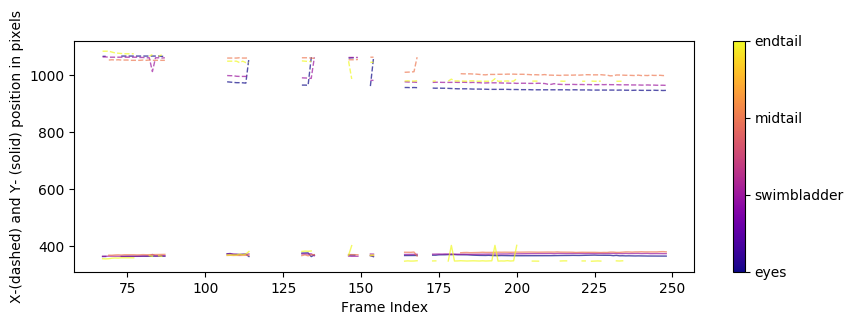 X-(dashed) and Y- (solid) position in pixels
1000
800
600
400
75
100
125
150
175
200
225
250
Frame Index
endtail
midtail
swimbladder
eyes